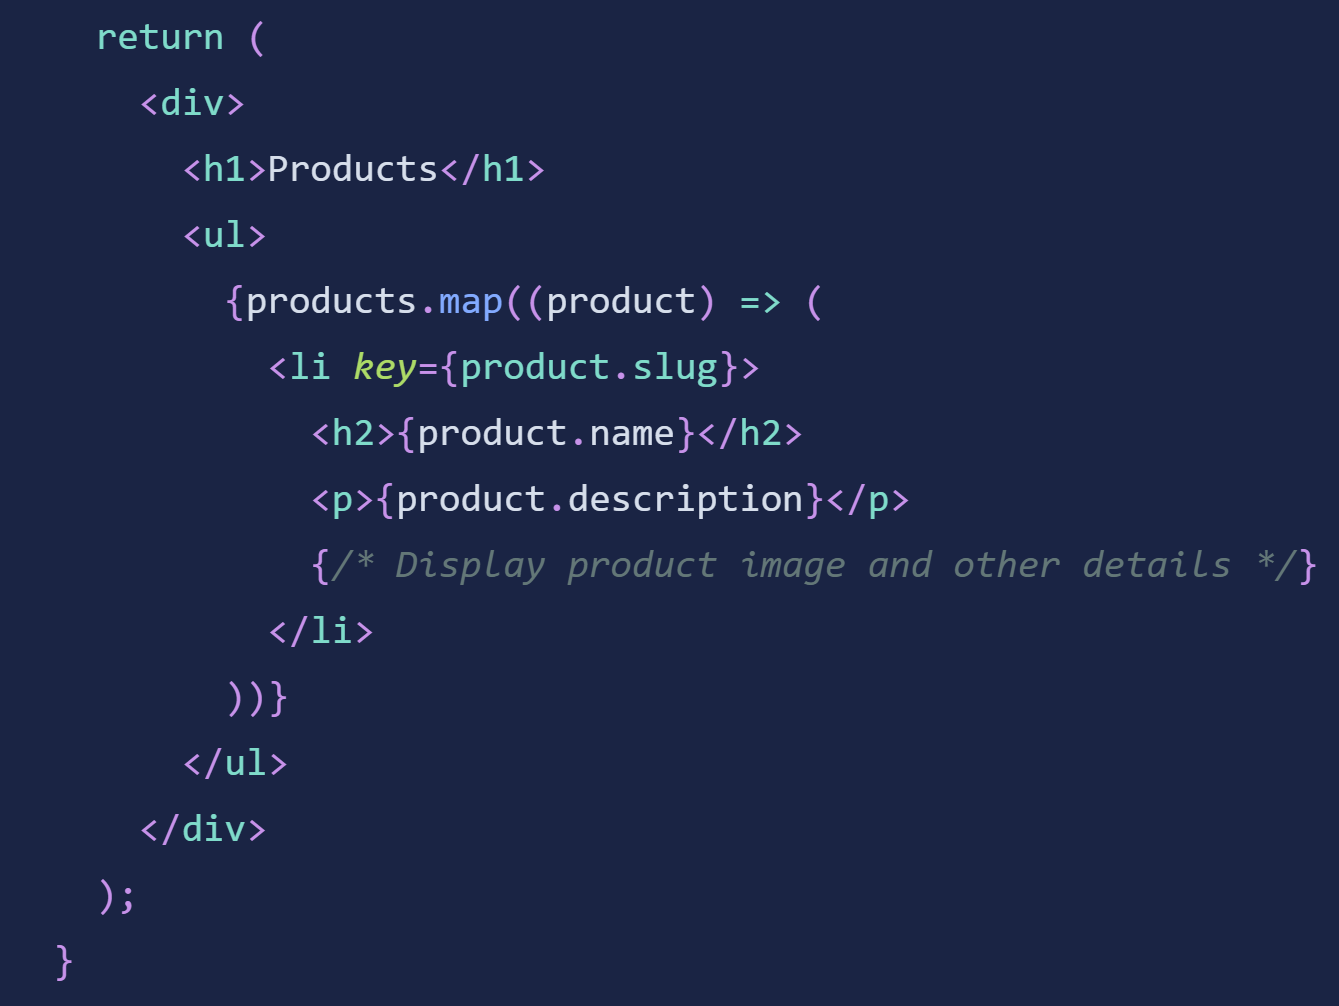 return (
<div>
<h1>Products</h1>
<ul>
{products.map((product) => (
<li key={product.slug}>
<h2>{product.name}</h2>
<p>{product.description}</p>
{/* Display product image and other details */}
</li>
))}
</ul>
</div>
);
}